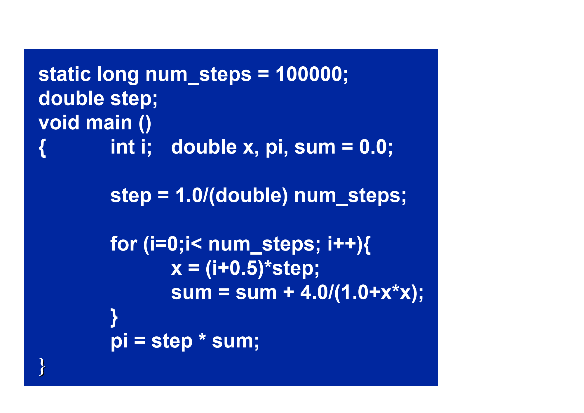 static long num_steps = 100000;
double step;
void main ()
{ int i; double x, pi, sum = 0.0;
step = 1.0/(double) num_steps;
for (i=0;i< num_steps; i++){
x = (i+0.5)*step;
sum = sum + 4.0/(1.0+x*x);
}
pi = step * sum;
}